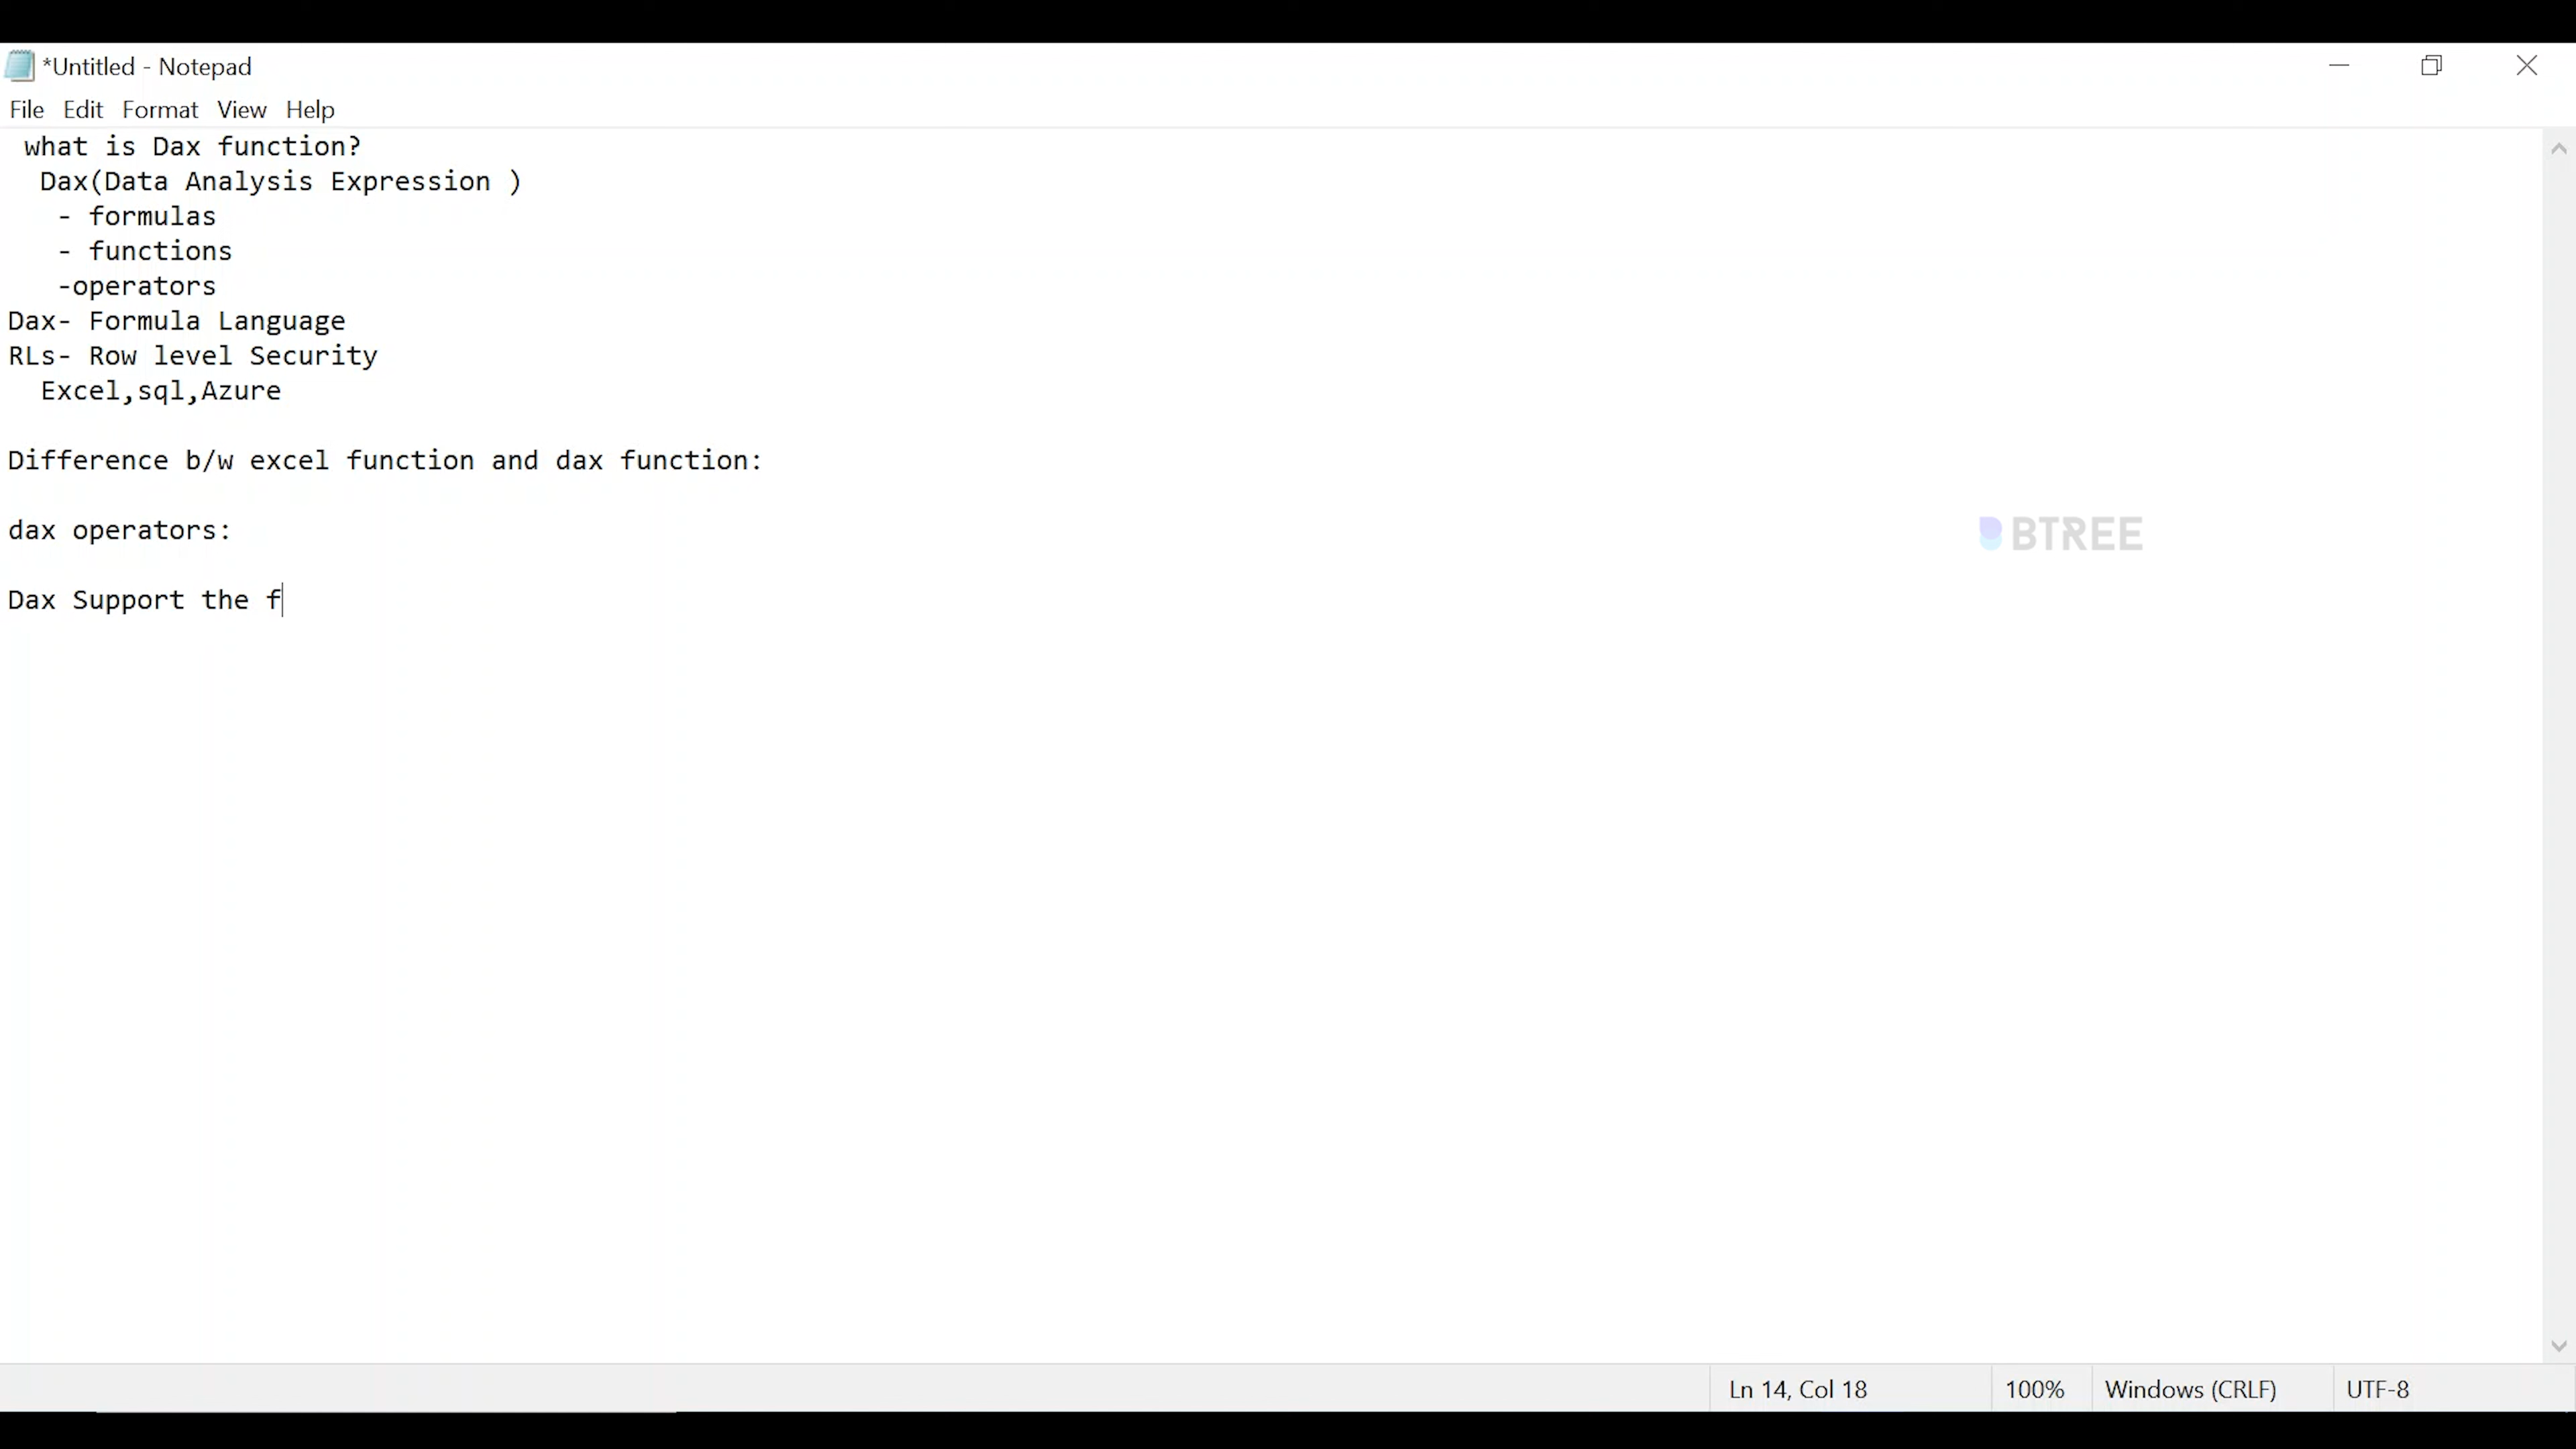 *Untitled - Notepad
File Edit Format View Help
what is Dax function?
Dax(Data Analysis Expression )
- formulas
- functions
-operators
Dax- Formula Language
RLs- Row level Security
Excel,sql,Azure
Difference b/w excel function and dax function:
dax operators:
BTREE
Dax Support the f
Ln 14, Col 18 100% Windows (CRLF) UTF-8